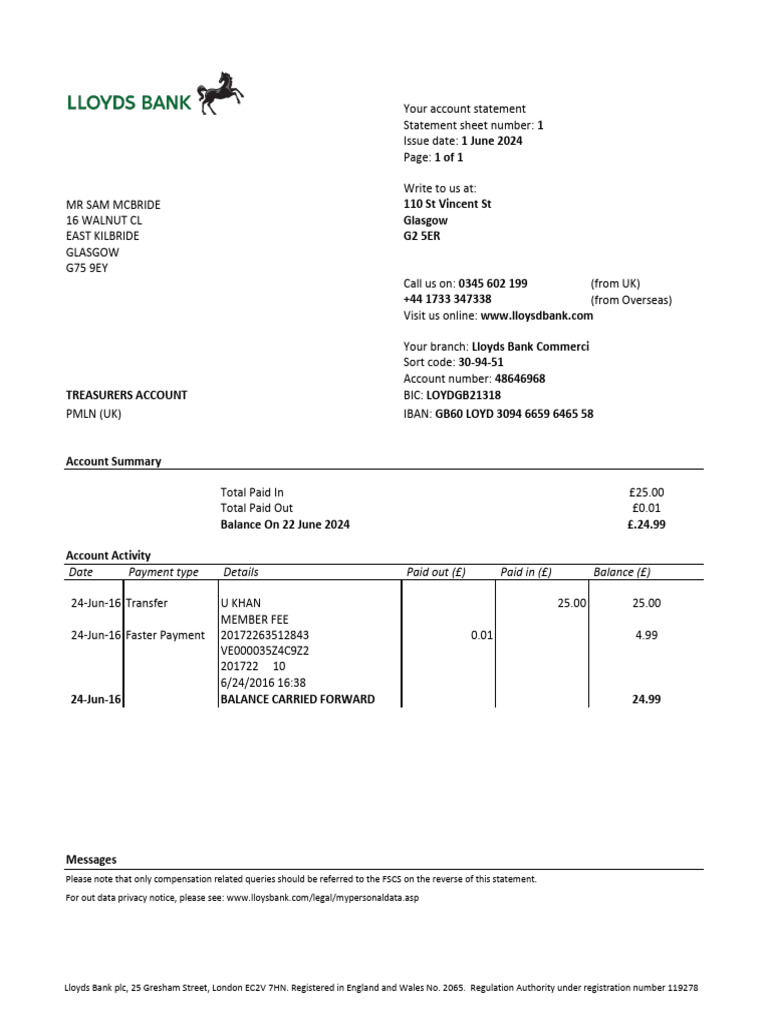 LLOYDS BANK
Your account statement
Statement sheet number: 1
Issue date: 1 June 2024
Page: 1 of 1
Write to us at:
MR SAM MCBRIDE 110 St Vincent St
16 WALNUT CL Glasgow
EAST KILBRIDE G2 5ER
GLASGOW
G75 9EY
Call us on: 0345 602 199 (from UK)
+44 1733 347338 (from Overseas)
Visit us online: www.lloysdbank.com
Your branch: Lloyds Bank Commerci
Sort code: 30-94-51
Account number: 48646968
TREASURERS ACCOUNT BIC: LOYDGB21318
PMLN (UK) IBAN: GB60 LOYD 3094 6659 6465 58
Account Summary
Total Paid In £25.00
Total Paid Out £0.01
Balance On 22 June 2024 £.24.99
Account Activity
Date Payment type Details Paid out (£) Paid in (£) Balance (£)
24-Jun-16 Transfer U KHAN 25.00 25.00
MEMBER FEE
24-Jun-16 Faster Payment 20172263512843 0.01 4.99
VE000035Z4C9Z2
201722 10
6/24/2016 16:38
24-Jun-16 BALANCE CARRIED FORWARD 24.99
Messages
Please note that only compensation related queries should be referred to the FSCS on the reverse of this statement.
For out data privacy notice, please see: www.lloysbank.com/legal/mypersonaldata.asp
Lloyds Bank plc, 25 Gresham Street, London EC2V 7HN. Registered in England and Wales No. 2065. Regulation Authority under registration number 119278